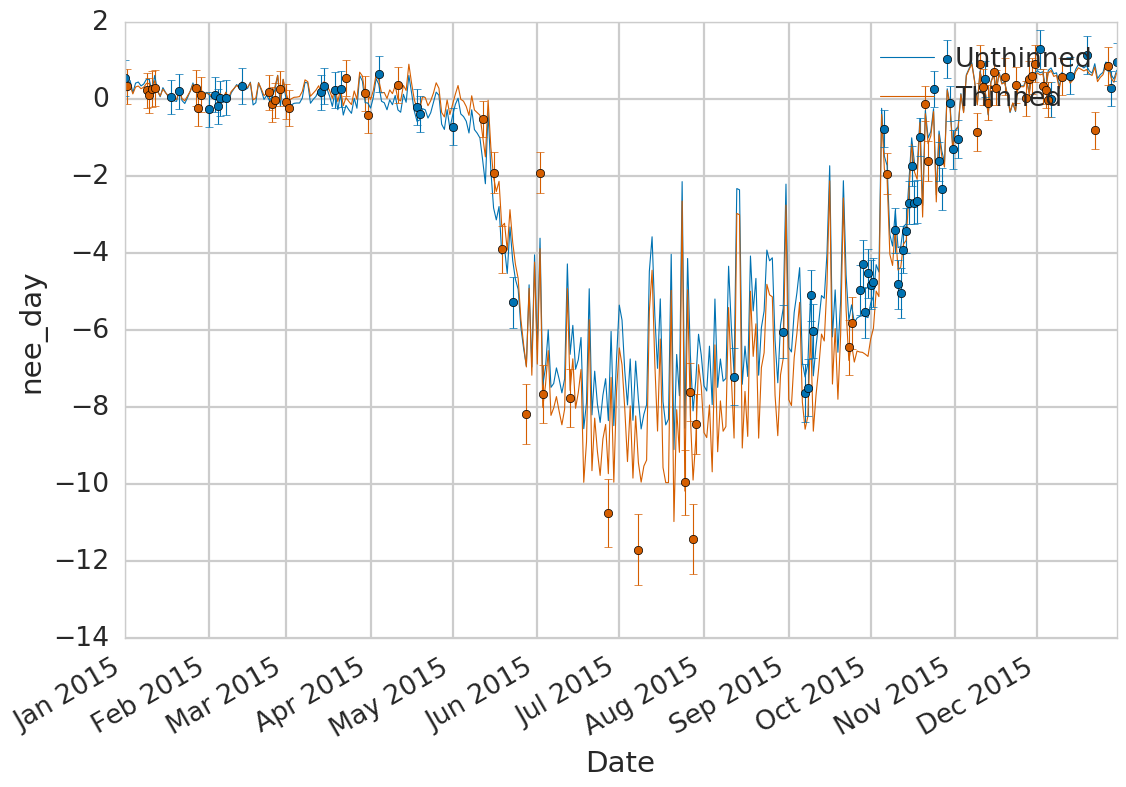 2
0
−2
−4
−6
−8
−10
−12
−14
nee_day
Unthinned
Thinned
Jan 2015
Feb 2015
Mar 2015
Apr 2015
May 2015
Jun 2015
Jul 2015
Aug 2015
Sep 2015
Oct 2015
Nov 2015
Dec 2015
Date